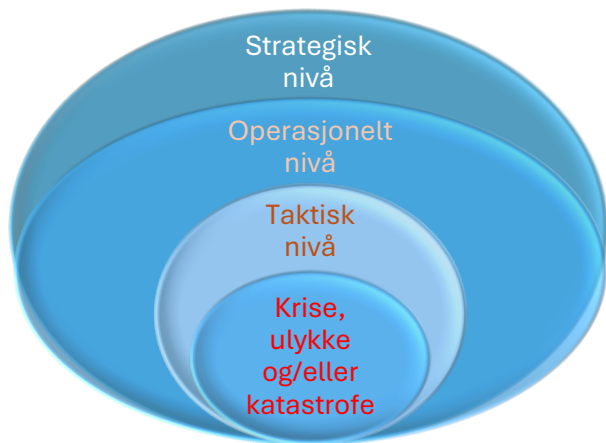 Strategisk
nivå
Operasjonelt
nivå
Taktisk
nivå
Krise,
ulykke
og/eller
katastrofe